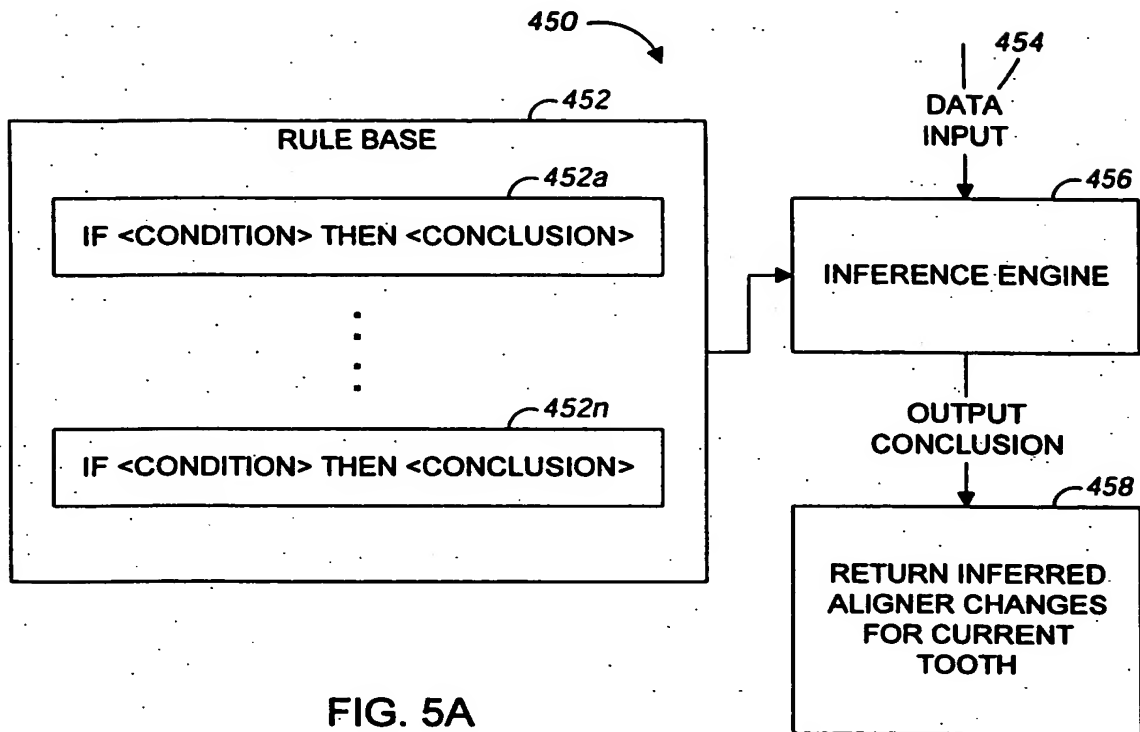 450
454
DATA
INPUT
452
RULE BASE
452a
IF <CONDITION> THEN <CONCLUSION>
452n
IF <CONDITION> THEN <CONCLUSION>
456
INFERENCE ENGINE
OUTPUT
CONCLUSION
458
RETURN INFERRED
ALIGNER CHANGES
FOR CURRENT
TOOTH
FIG. 5A